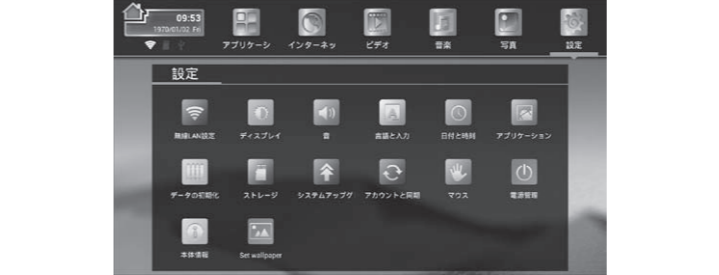 09:53
1970/01/02 Fri
アプリケーシ インターネッ ビデオ 音楽 写真 設定
設定
無線LAN設定 ディスプレイ 音 言語と入力 日付と時刻 アプリケーション
データの初期化 ストレージ システムアップグ アカウントと同期 マウス 電源管理
本体情報 Set wallpaper